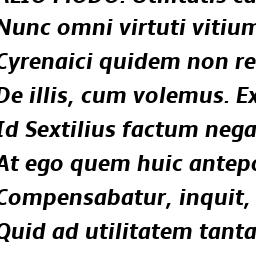 Nunc omni virtuti vitium
Cyrenaici quidem non re
De illis, cum volemus. Ex
Id Sextilius factum nega
At ego quem huic antepo
Compensabatur, inquit,
Quid ad utilitatem tanta